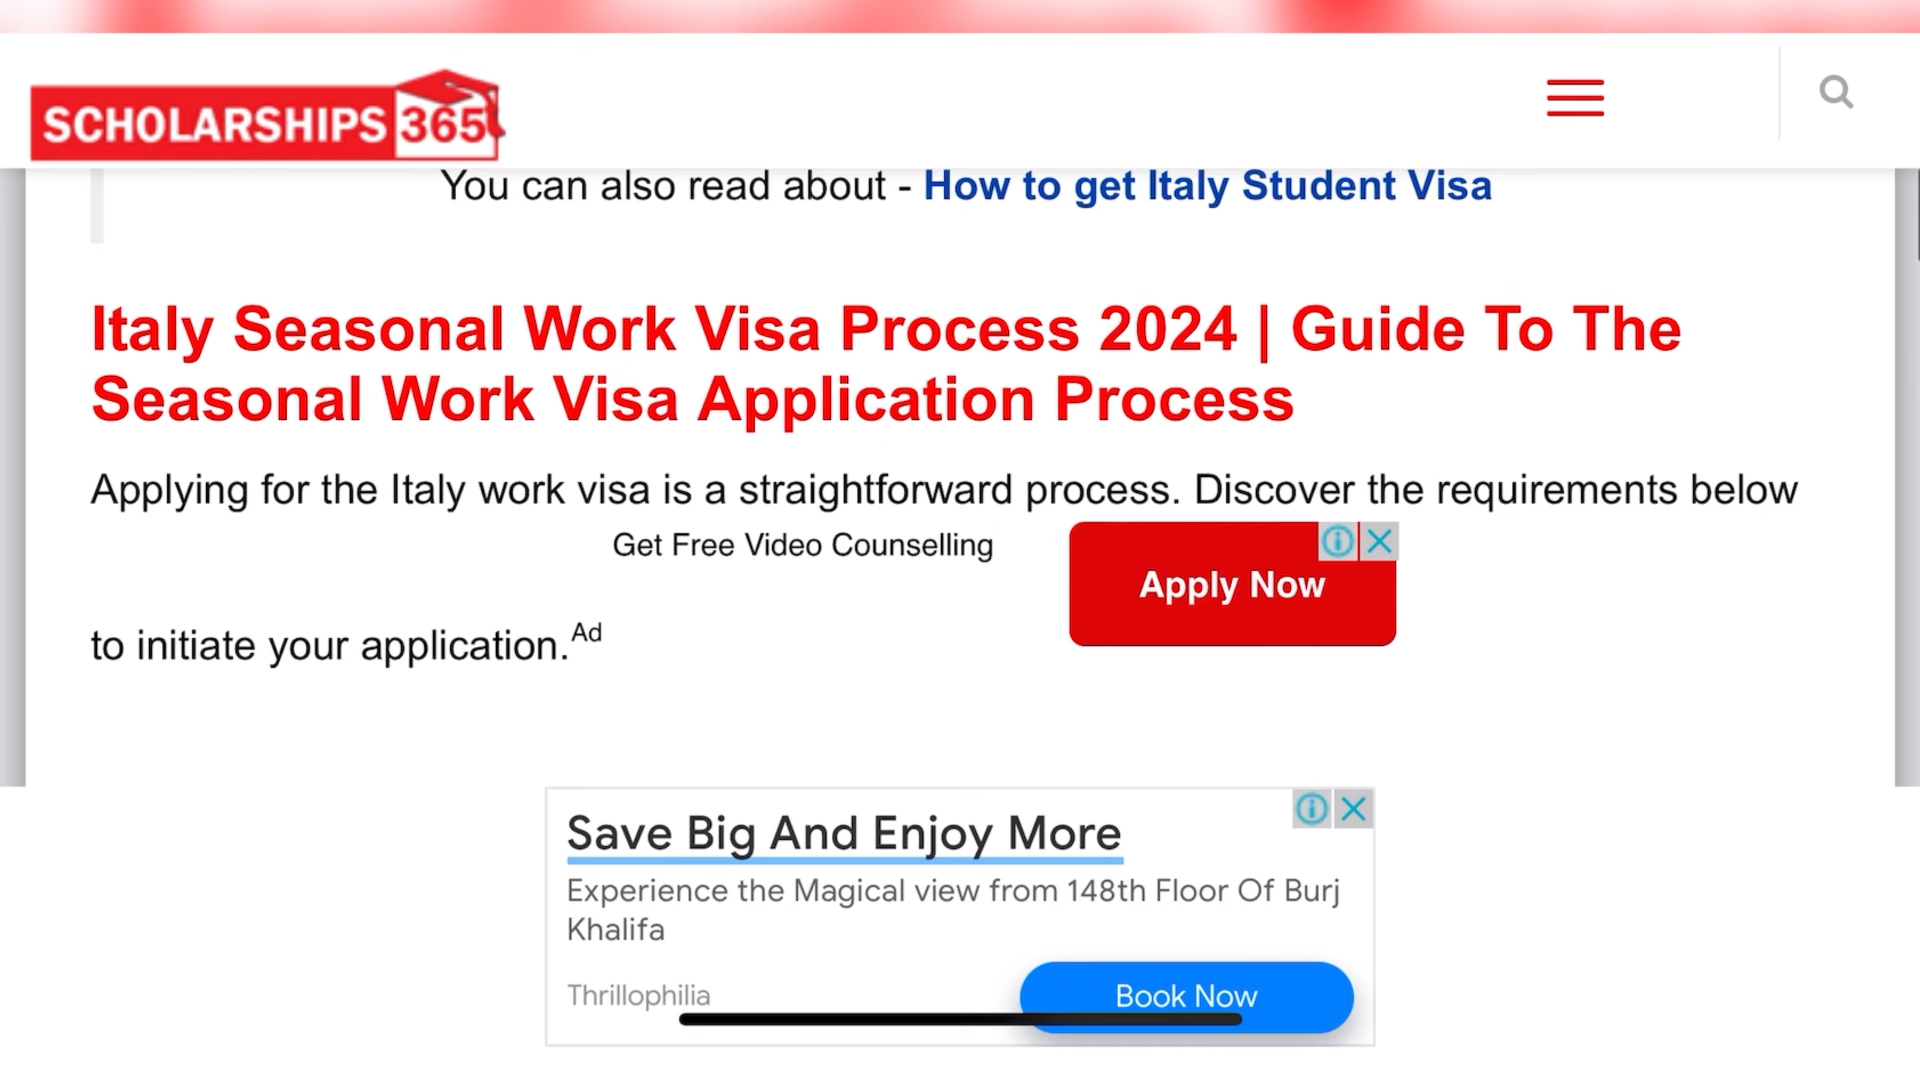 SCHOLARSHIPS 365
You can also read about - How to get Italy Student Visa
Italy Seasonal Work Visa Process 2024 | Guide To The
Seasonal Work Visa Application Process
Applying for the Italy work visa is a straightforward process. Discover the requirements below
Get Free Video Counselling
Apply Now
to initiate your application.Ad
Save Big And Enjoy More
Experience the Magical view from 148th Floor Of Burj
Khalifa
Thrillophilia
Book Now